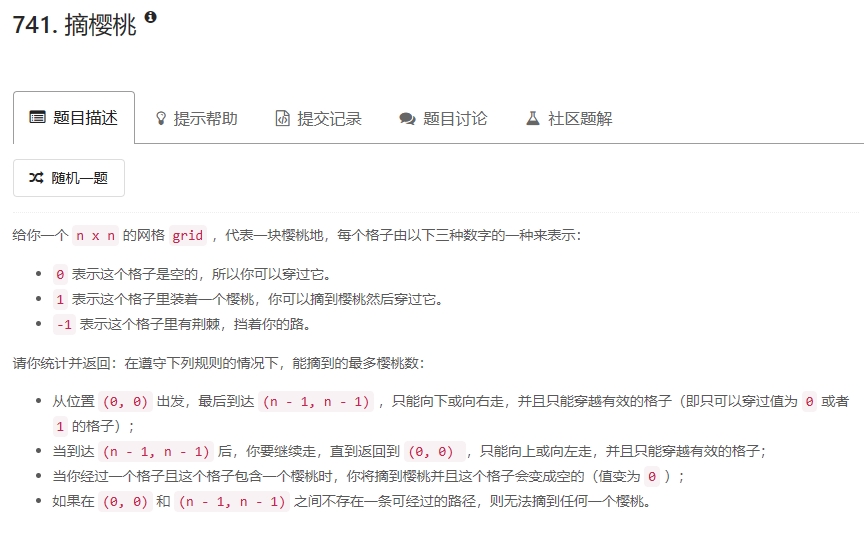 741. 摘樱桃
题目描述 提示帮助 提交记录 题目讨论 社区题解
随机一题
给你一个 n x n 的网格 grid ，代表一块樱桃地，每个格子由以下三种数字的一种来表示：
0 表示这个格子是空的，所以你可以穿过它。
1 表示这个格子里装着一个樱桃，你可以摘到樱桃然后穿过它。
-1 表示这个格子里有荆棘，挡着你的路。
请你统计并返回：在遵守下列规则的情况下，能摘到的最多樱桃数：
从位置 (0, 0) 出发，最后到达 (n - 1, n - 1) ，只能向下或向右走，并且只能穿越有效的格子（即只可以穿过值为 0 或者
1 的格子）；
当到达 (n - 1, n - 1) 后，你要继续走，直到返回到 (0, 0) ，只能向上或向左走，并且只能穿越有效的格子；
当你经过一个格子且这个格子包含一个樱桃时，你将摘到樱桃并且这个格子会变成空的（值变为 0 ）；
如果在 (0, 0) 和 (n - 1, n - 1) 之间不存在一条可经过的路径，则无法摘到任何一个樱桃。